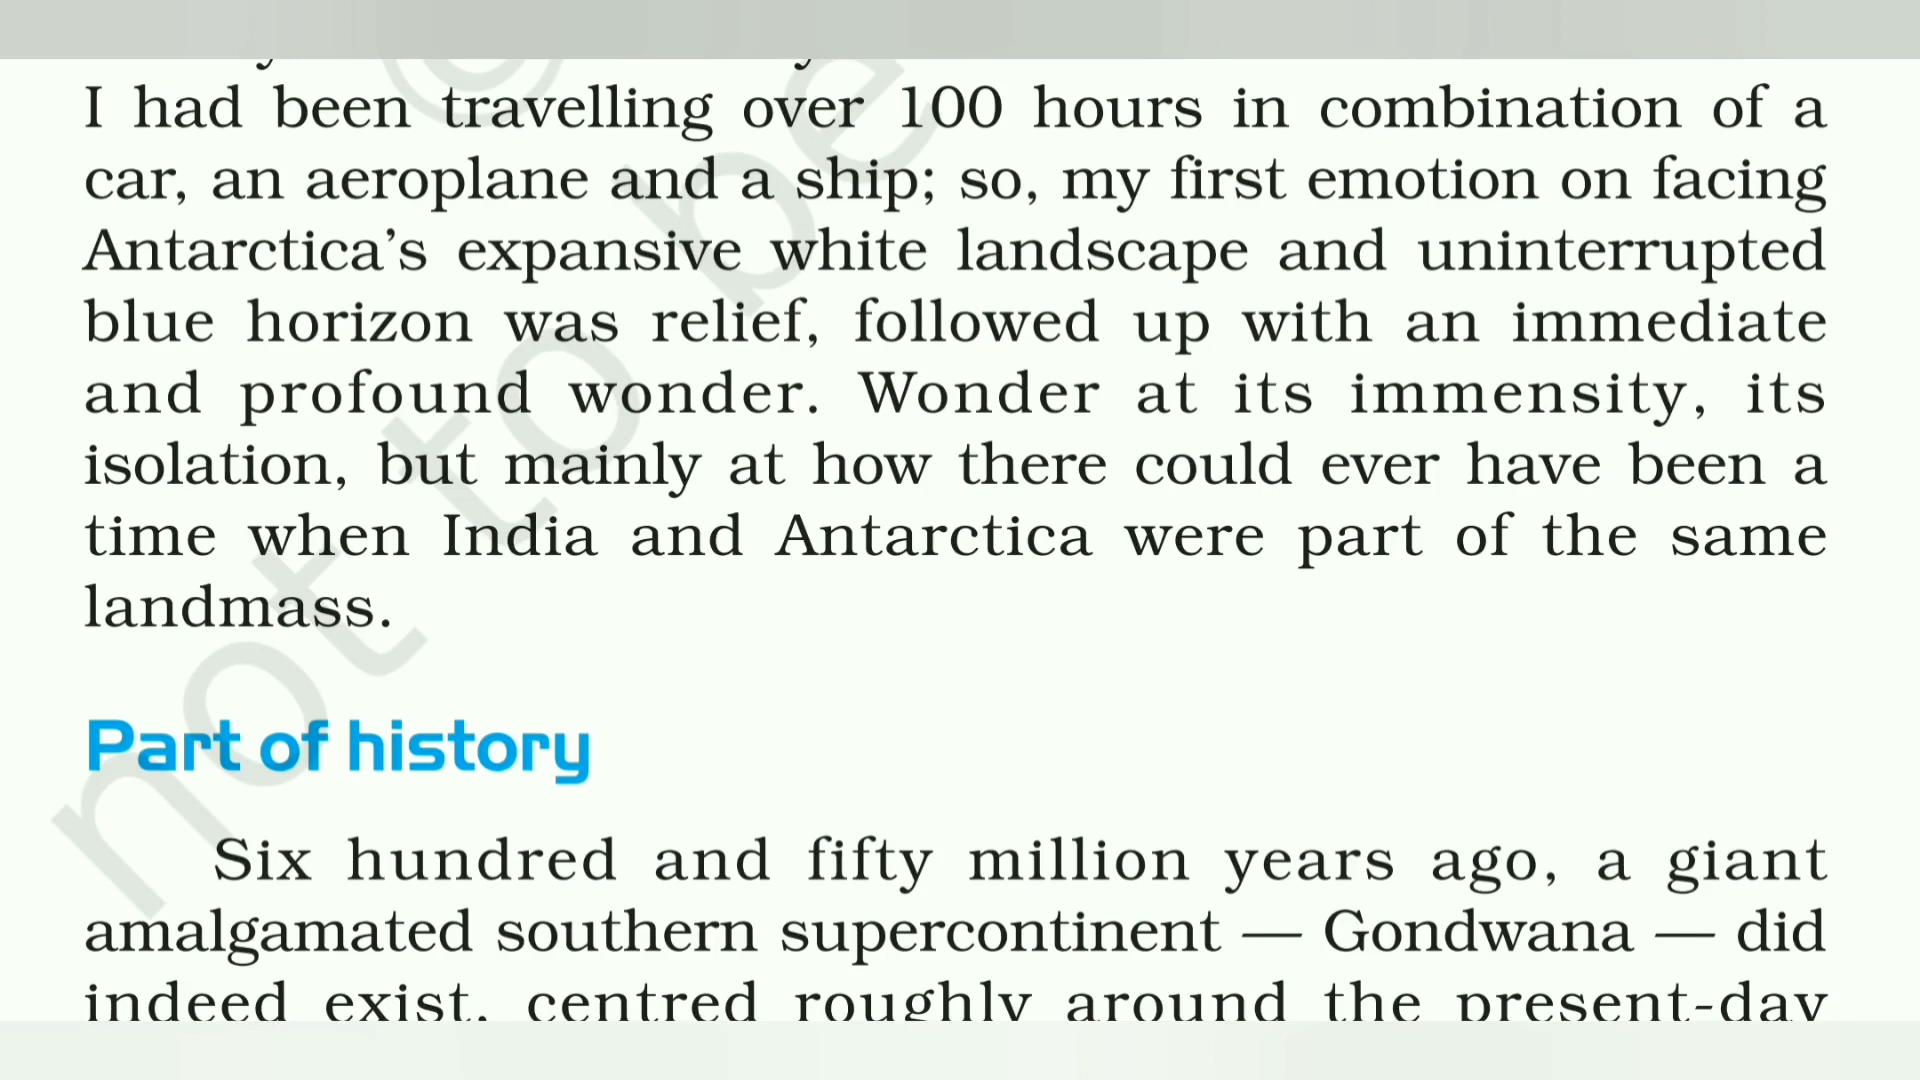 I had been travelling over 100 hours in combination of a
car, an aeroplane and a ship; so, my first emotion on facing
Antarctica's expansive white landscape and uninterrupted
blue horizon was relief, followed up with an immediate
and profound wonder. Wonder at its immensity, its
isolation, but mainly at how there could ever have been a
time when India and Antarctica were part of the same
landmass.
Part of history
Six hundred and fifty million years ago, a giant
amalgamated southern supercontinent — Gondwana — did
indeed exist, centred roughly around the present-day
not to be